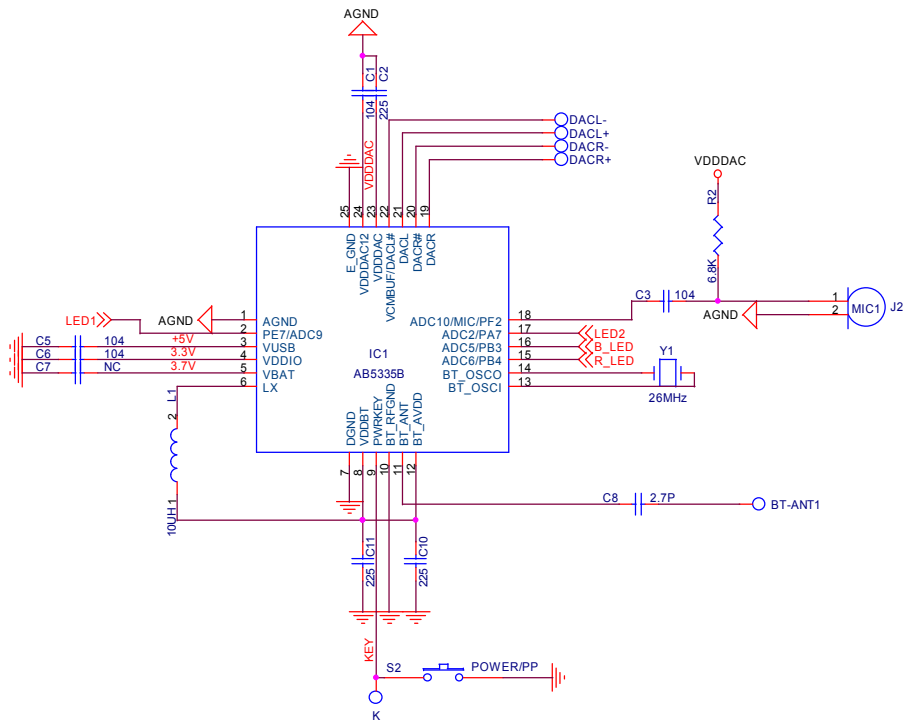 AGND
C1
C2
104
225
VDDDAC
DACL-
DACL+
DACR-
DACR+
VDDDAC
R2
6.8K
25
24
23
22
21
20
19
E_GND
VDDDAC12
VDDDAC
VCMBUF/DACL#
DACL
DACR#
DACR
C3
104
AGND
1
2
MIC1
J2
LED1
AGND
1
AGND
2
PE7/ADC9
C5
104
+5V
3
VUSB
C6
104
3.3V
4
VDDIO
C7
NC
3.7V
5
VBAT
6
LX
IC1
AB5335B
ADC10/MIC/PF2
18
ADC2/PA7
17
LED2
ADC5/PB3
16
B_LED
ADC6/PB4
15
R_LED
BT_OSCO
14
BT_OSCI
13
Y1
26MHz
L1
2
1
10UH
DGND
VDDBT
PWRKEY
BT_RFGND
BT_ANT
BT_AVDD
7
8
9
10
11
12
C8
2.7P
BT-ANT1
C11
225
C10
225
KEY
S2
POWER/PP
K